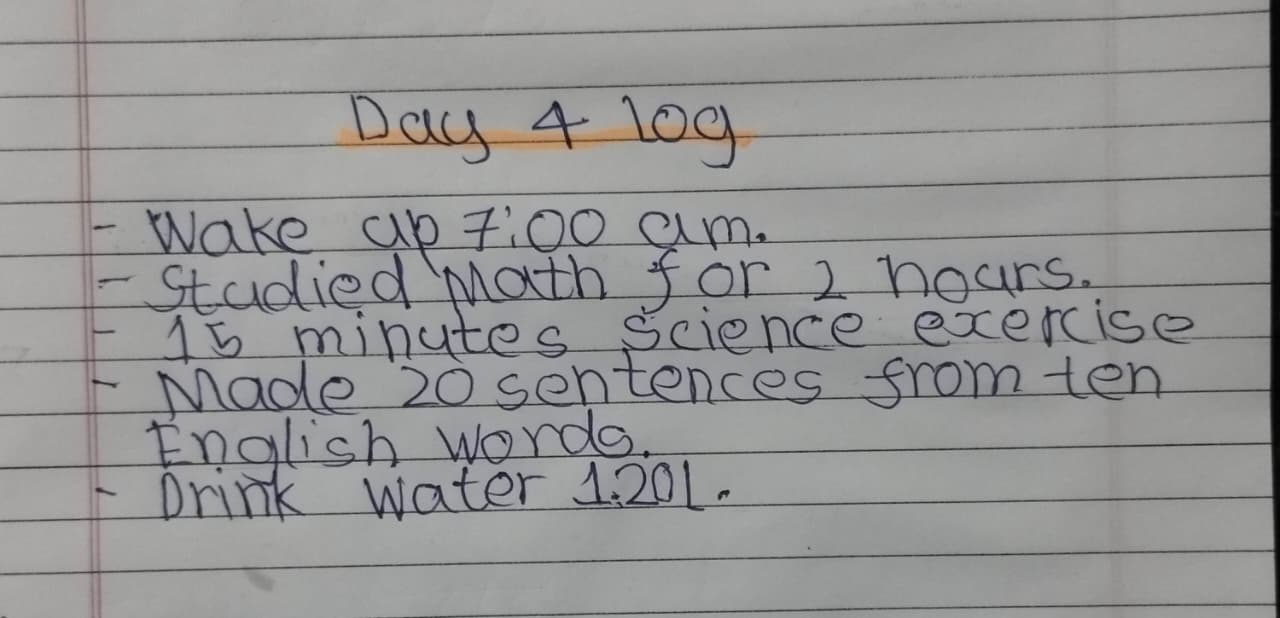 Day 4 log
- Wake up 7:00 am.
- Studied Math for 2 hours.
- 15 minutes science exercise
- Made 20 sentences from ten
English words.
- Drink water 1.20L.